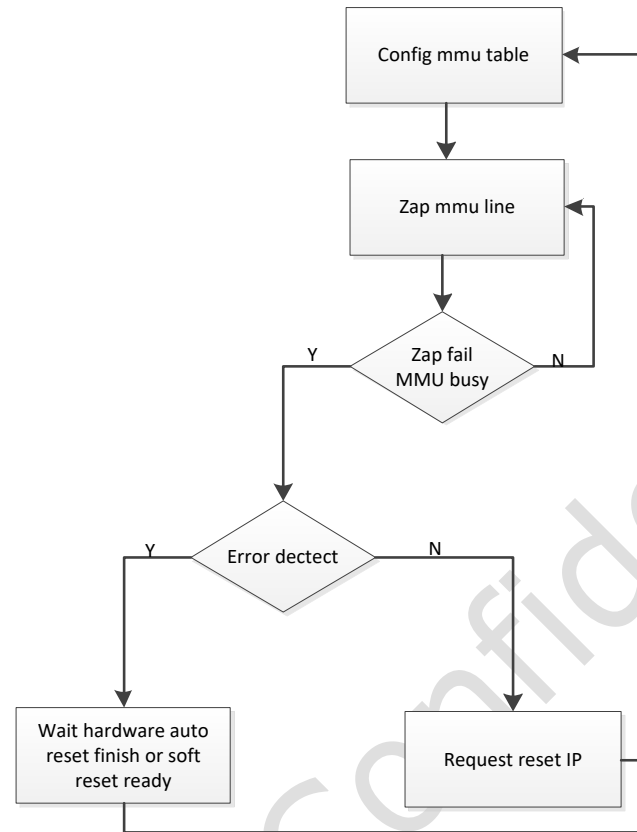 Config mmu table
Zap mmu line
Zap fail
MMU busy
Y
N
Error dectect
Y
N
Wait hardware auto
reset finish or soft
reset ready
Request reset IP
Confide